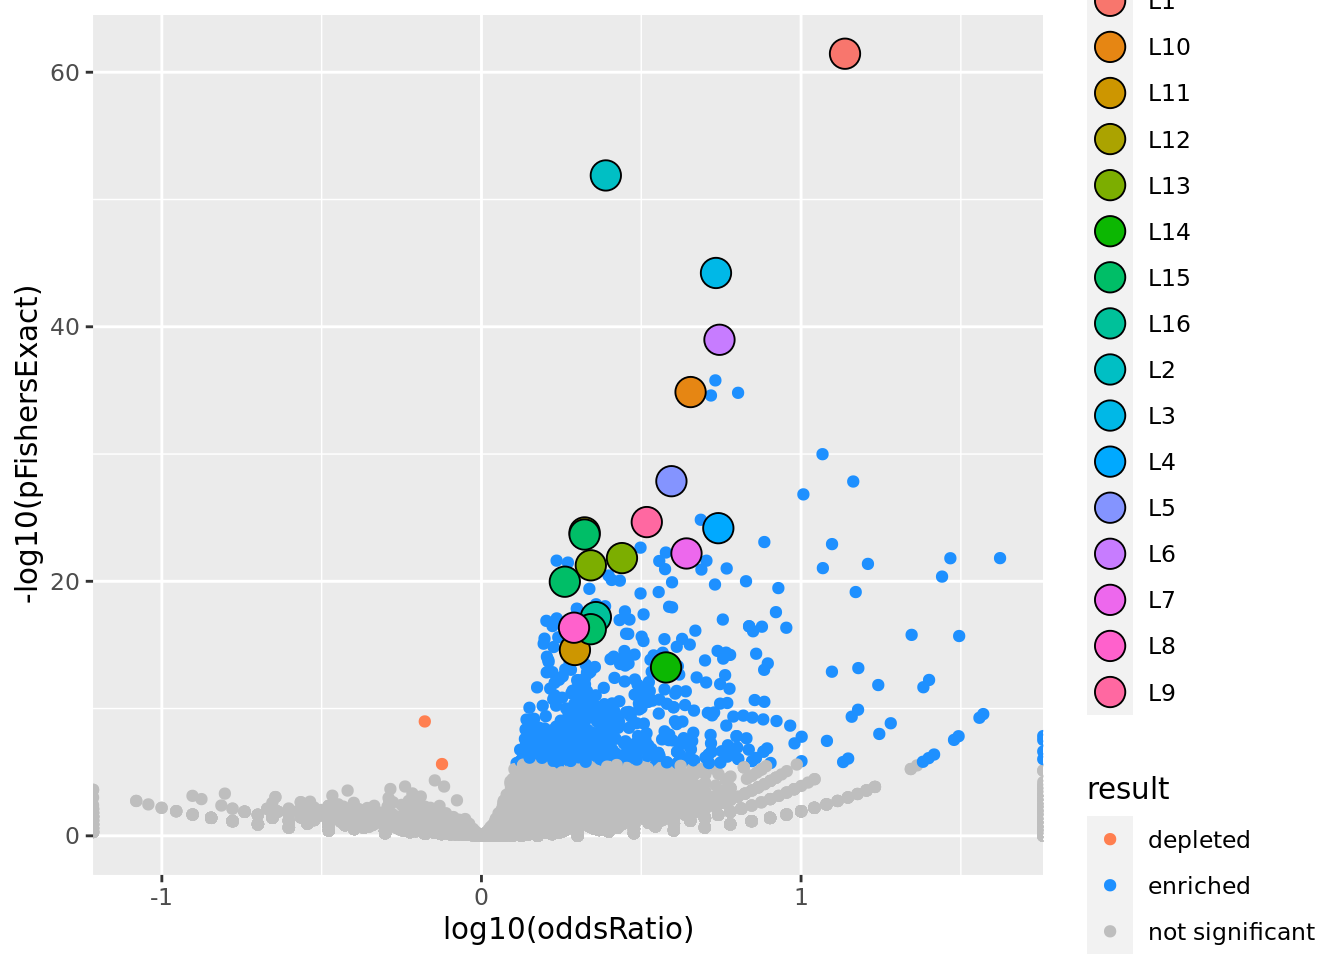 -log10(pFishersExact)
60
40
20
0
-1
0
1
log10(oddsRatio)
L1
L10
L11
L12
L13
L14
L15
L16
L2
L3
L4
L5
L6
L7
L8
L9
result
depleted
enriched
not significant